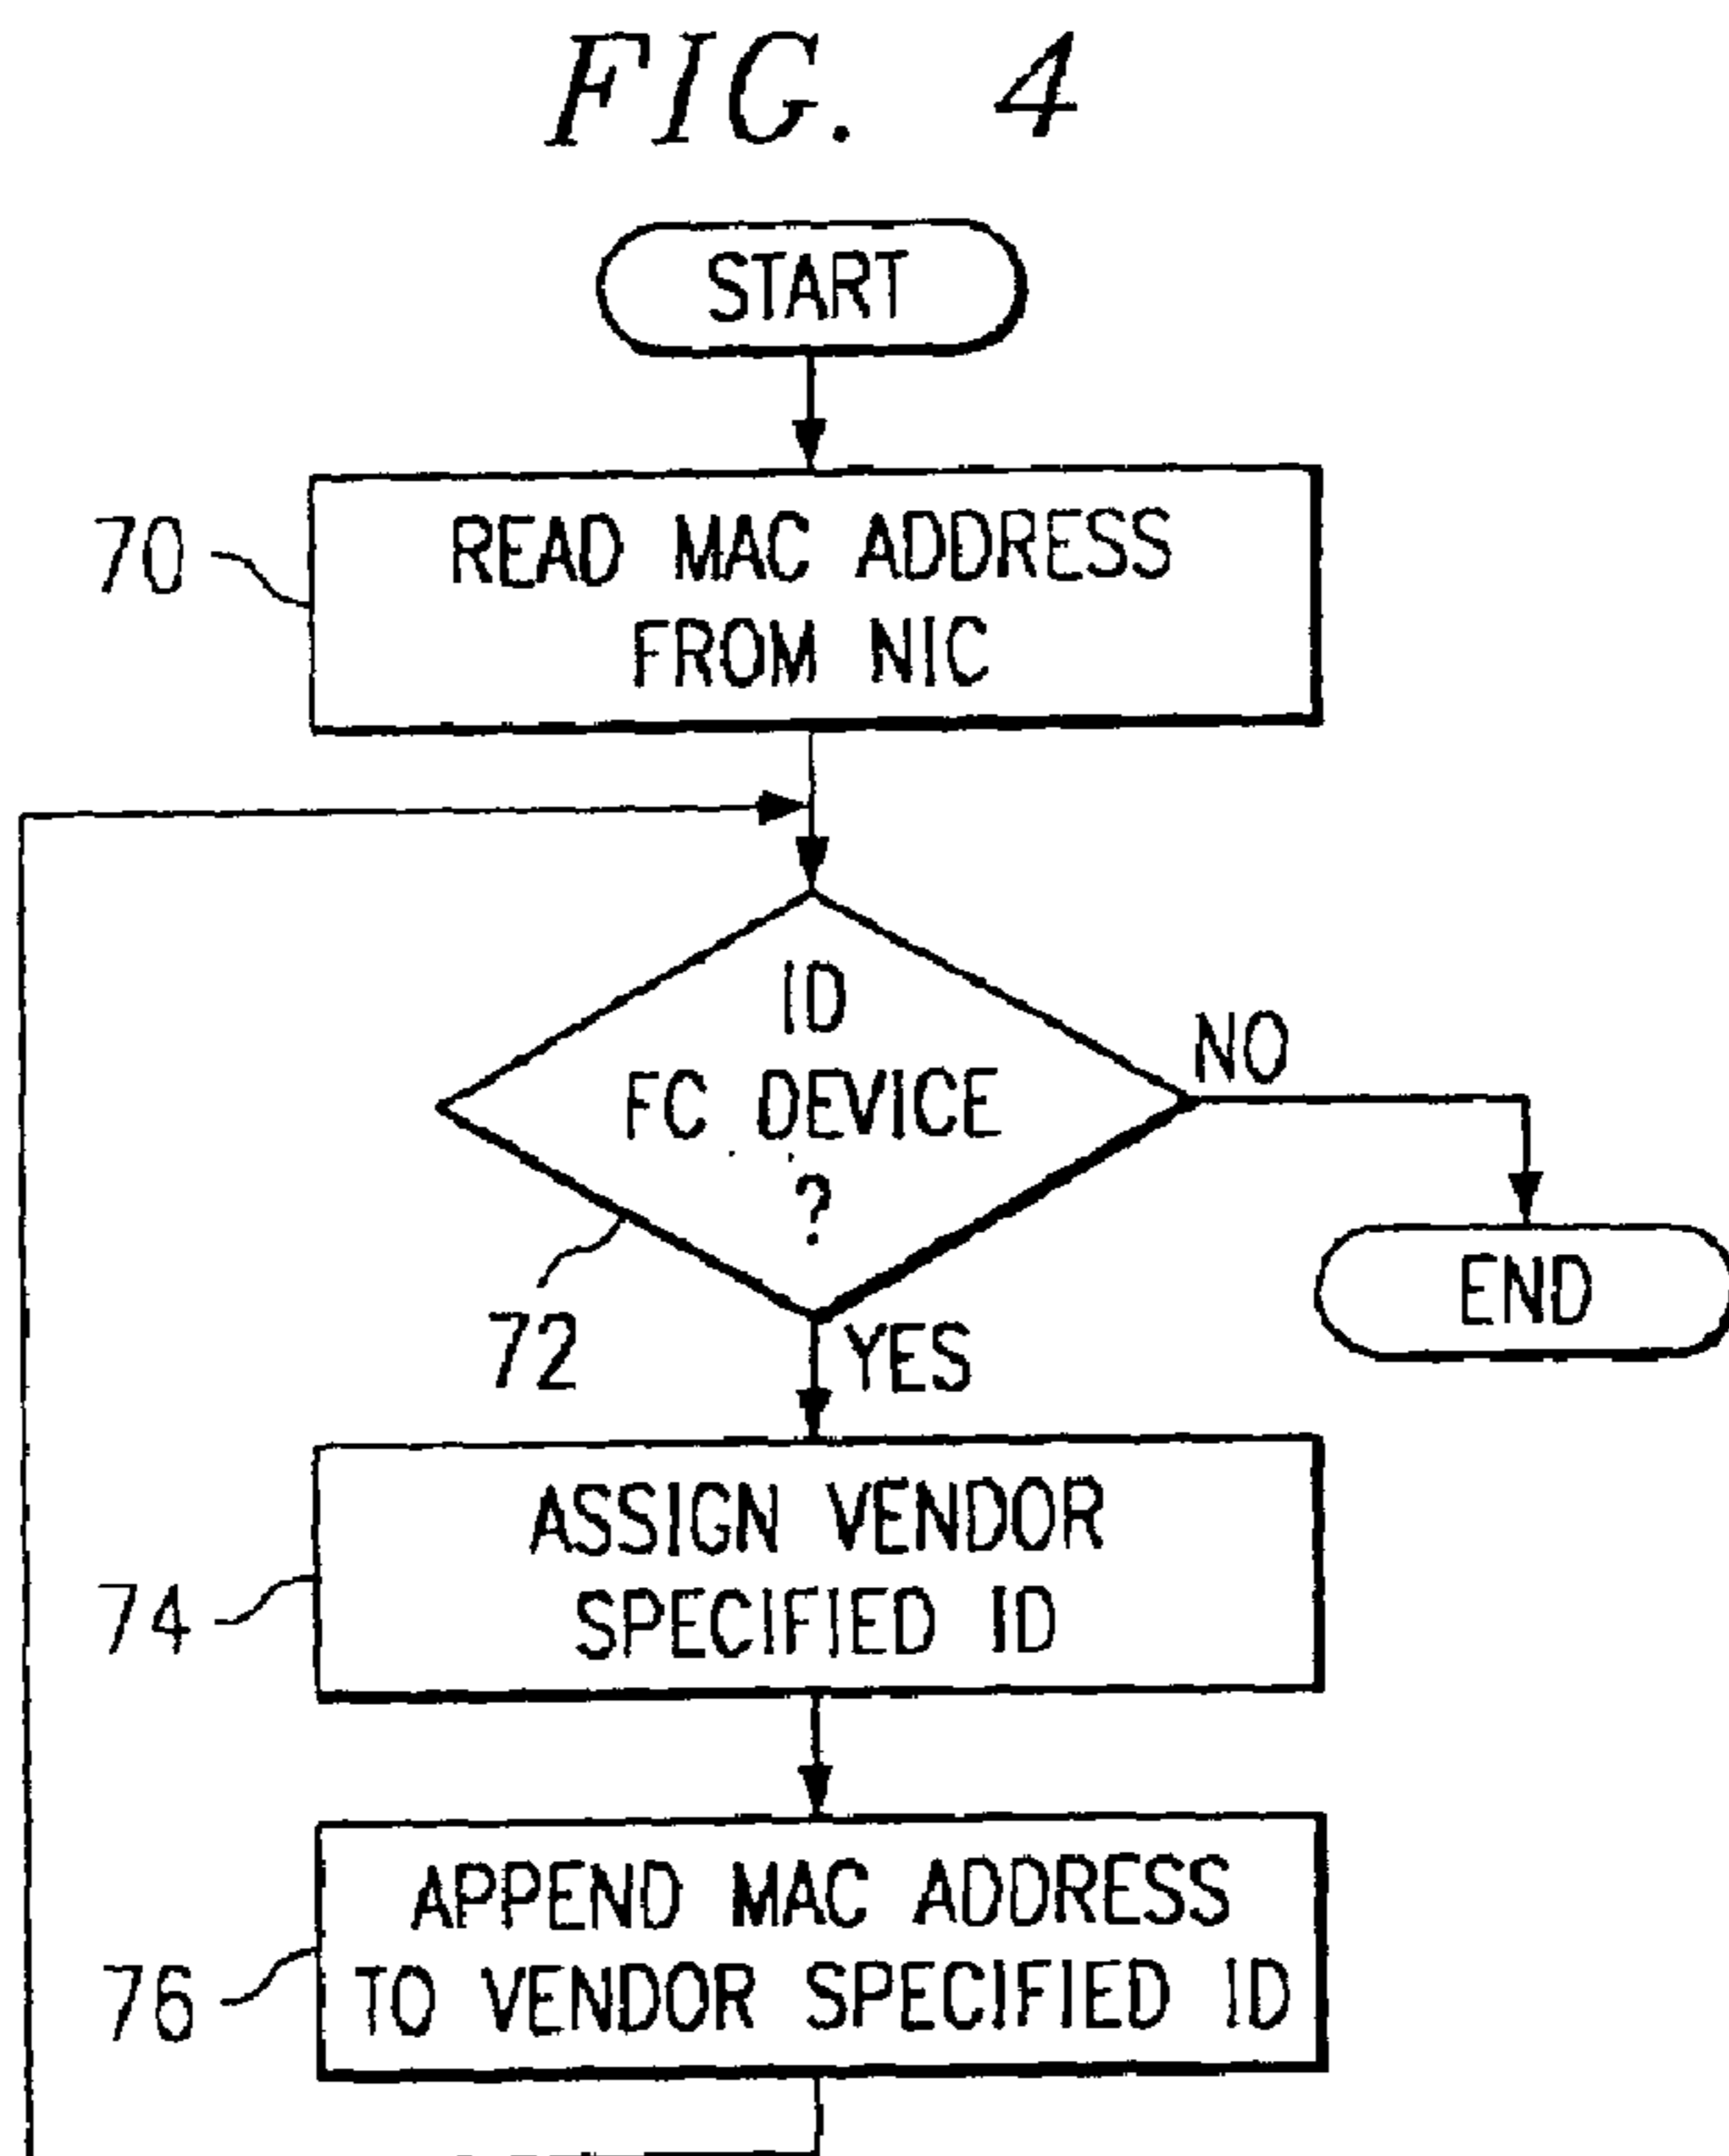 FIG. 4
START
70
READ MAC ADDRESS
FROM NIC
ID
FC DEVICE
?
NO
END
72
YES
ASSIGN VENDOR
SPECIFIED ID
74
APPEND MAC ADDRESS
TO VENDOR SPECIFIED ID
76